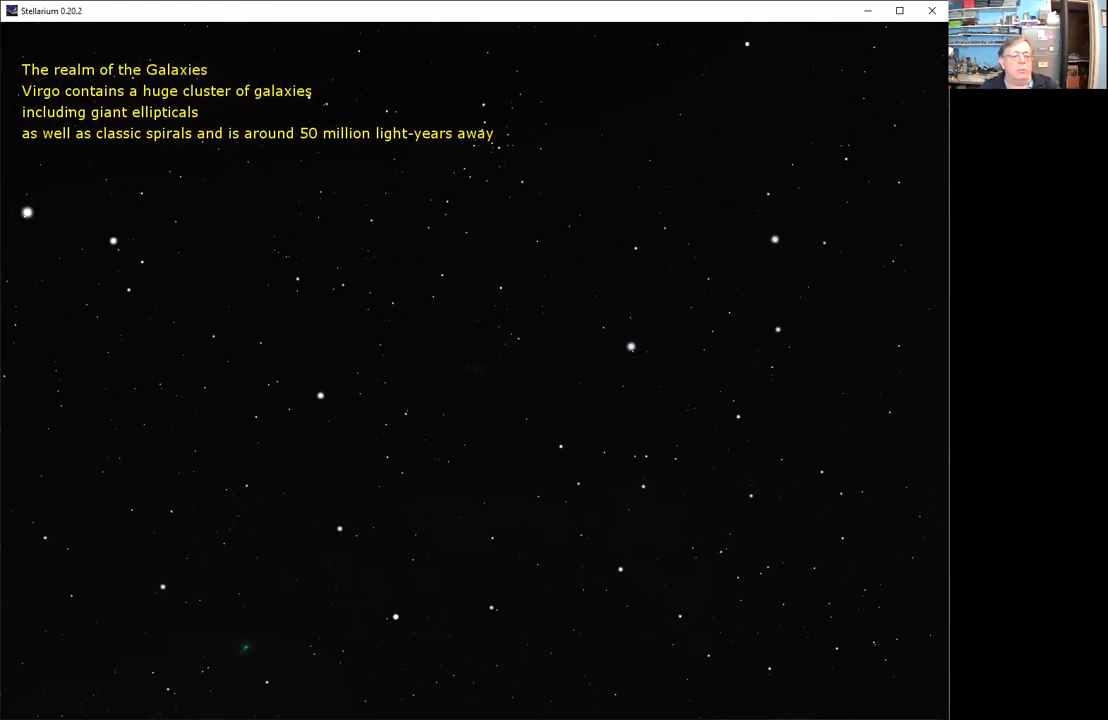 Stellarium 0.20.2
The realm of the Galaxies
Virgo contains a huge cluster of galaxies
including giant ellipticals
as well as classic spirals and is around 50 million light-years away